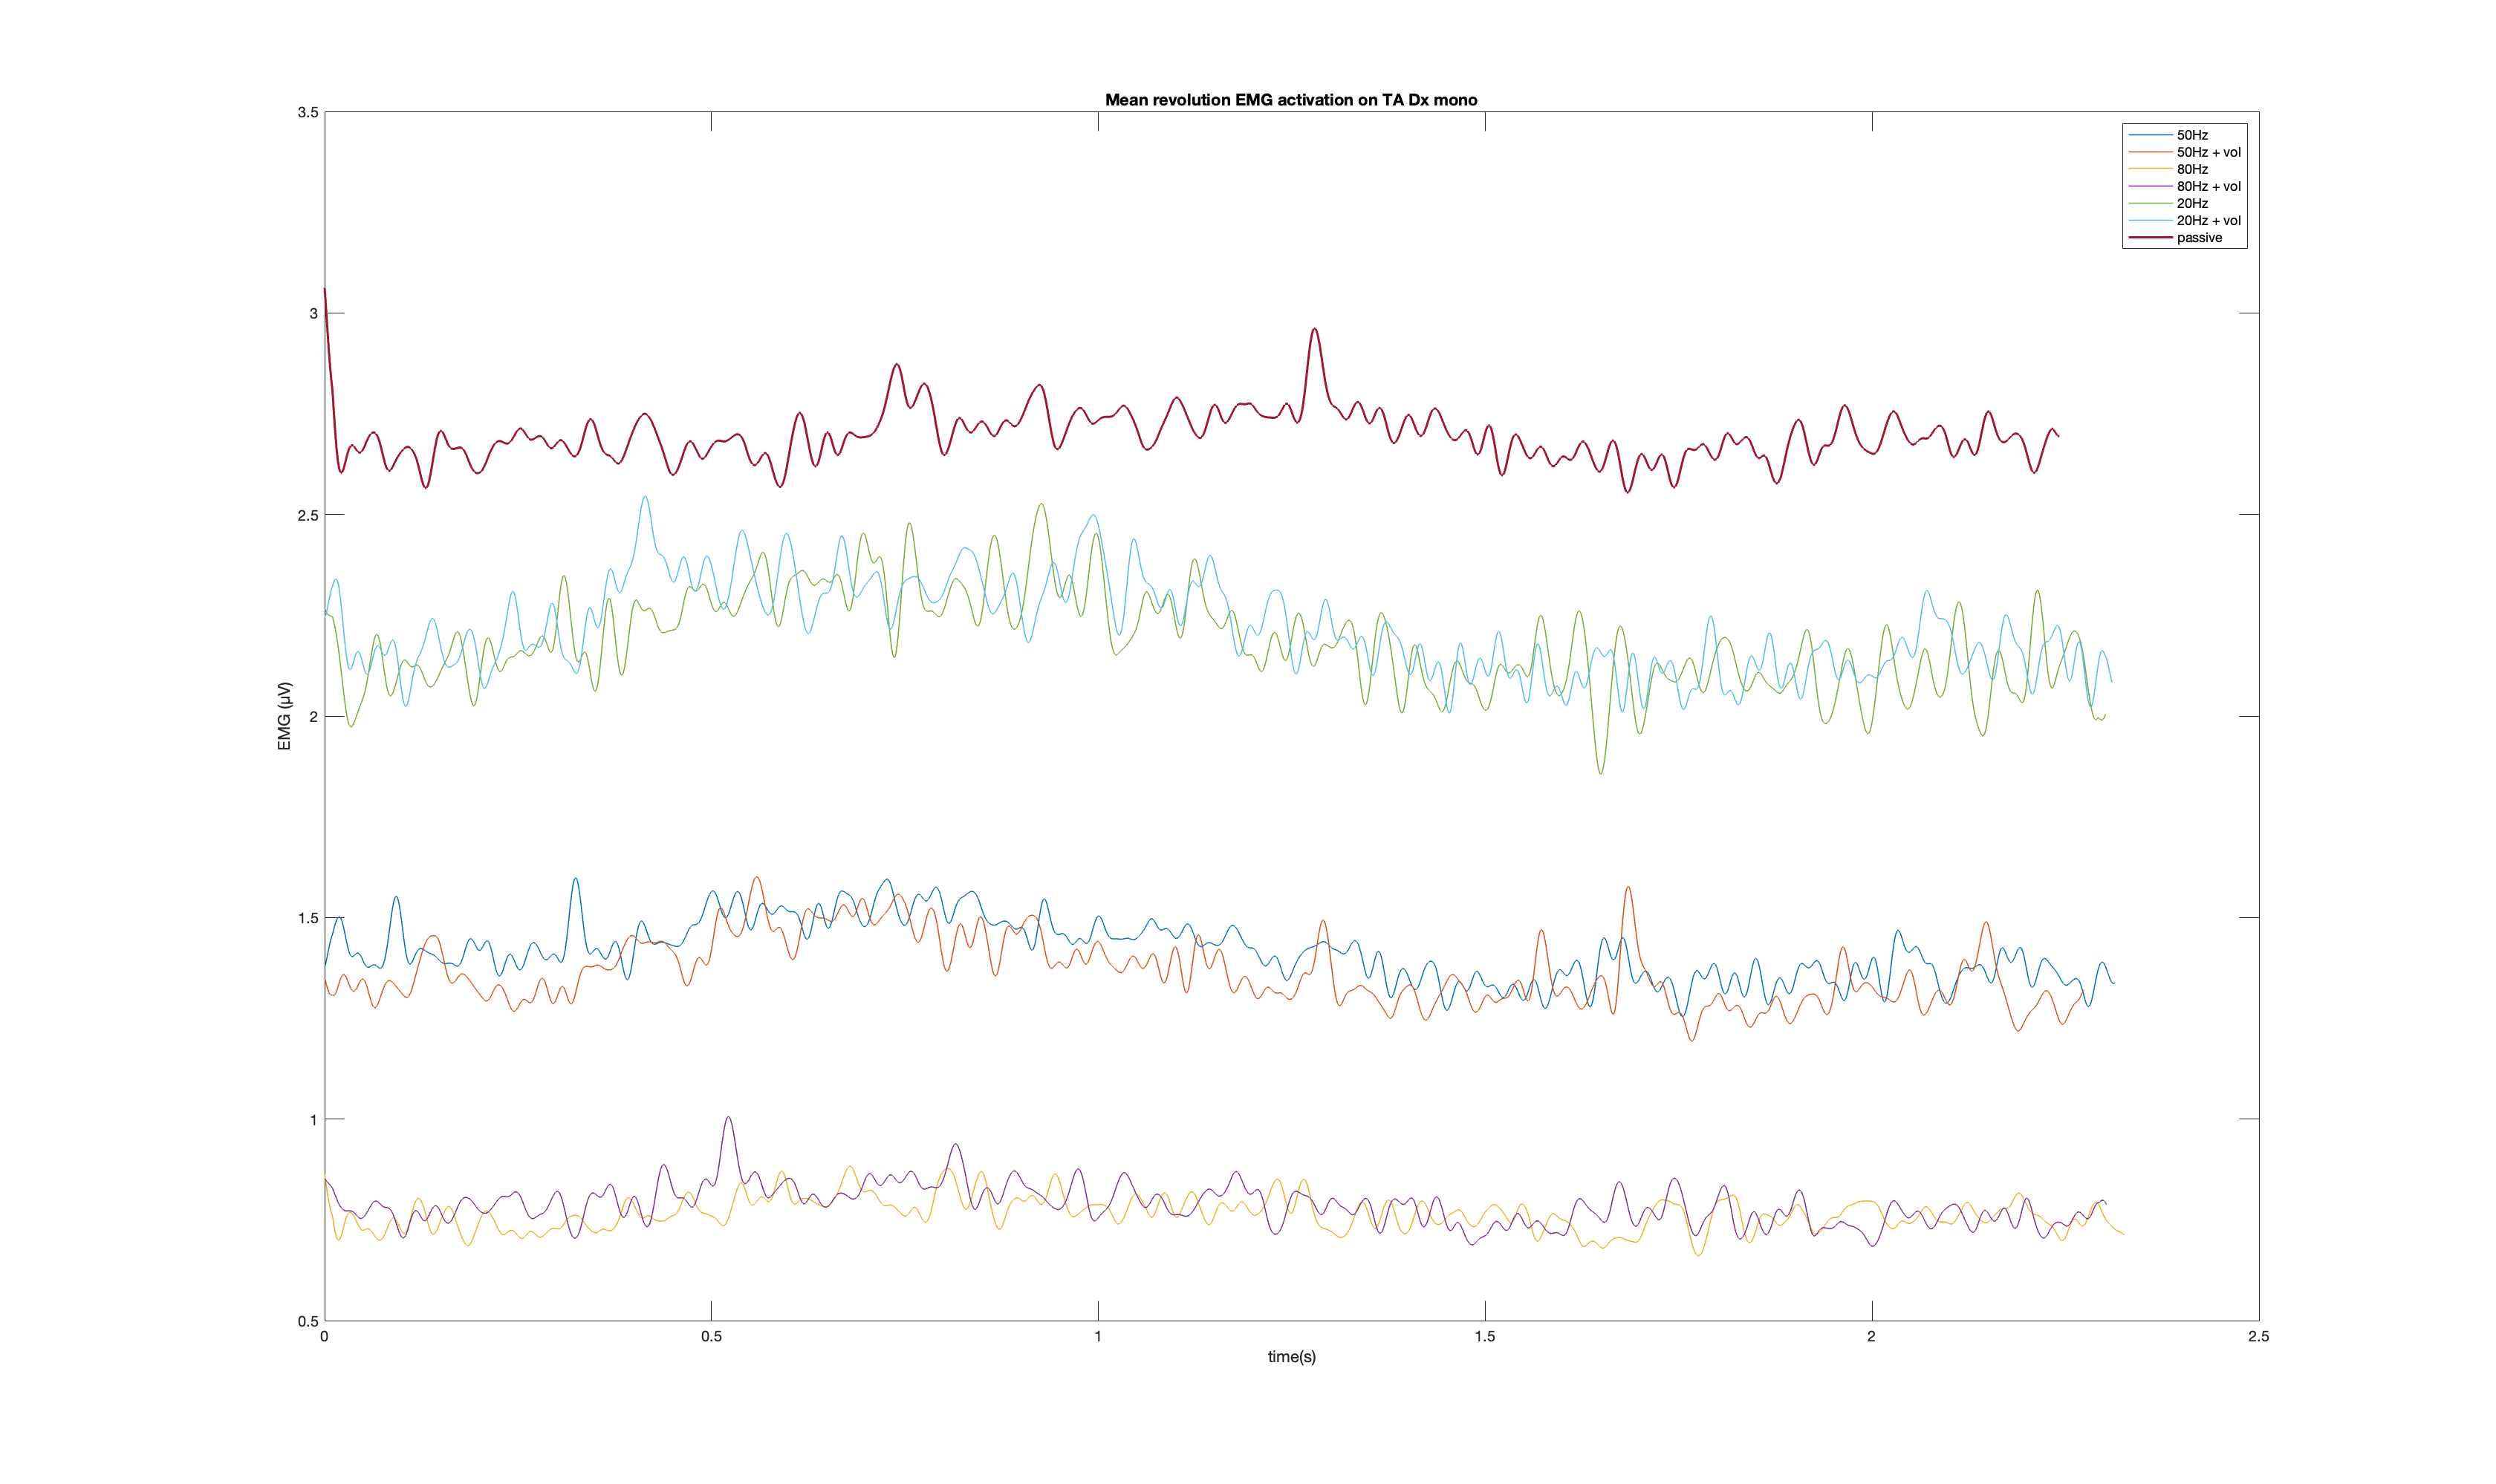 Mean revolution EMG activation on TA Dx mono
3.5
3
2.5
2
1.5
1
0.5
EMG (µV)
0
0.5
1
1.5
2
2.5
time(s)
50Hz
50Hz + vol
80Hz
80Hz + vol
20Hz
20Hz + vol
passive